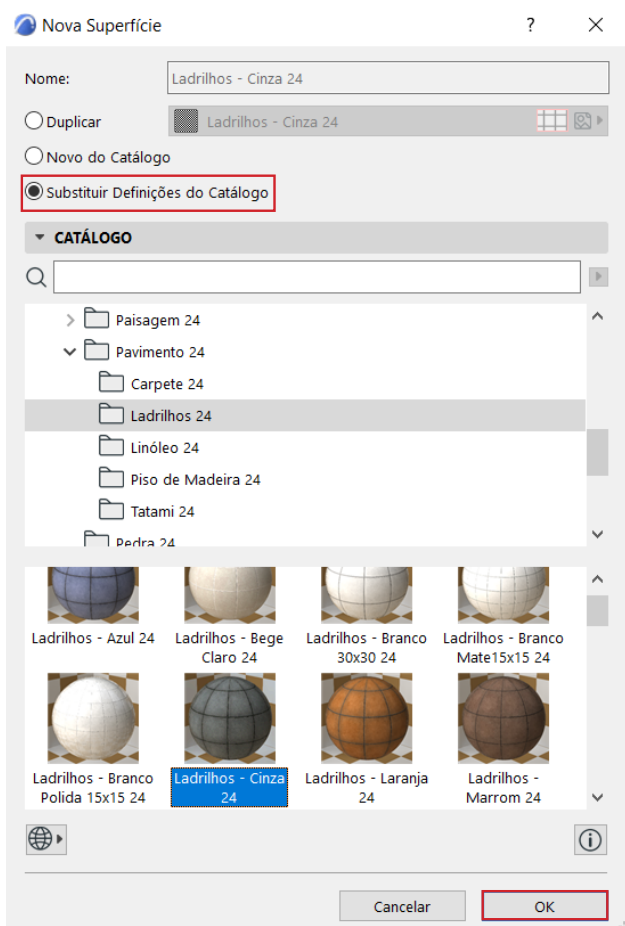 Nova Superfície
?
Nome:
Ladrilhos - Cinza 24
Duplicar
Ladrilhos - Cinza 24
Novo do Catálogo
Substituir Definições do Catálogo
CATÁLOGO
Paisagem 24
Pavimento 24
Carpete 24
Ladrilhos 24
Linóleo 24
Piso de Madeira 24
Tatami 24
Pedra 24
Ladrilhos - Azul 24
Ladrilhos - Bege
Claro 24
Ladrilhos - Branco
30x30 24
Ladrilhos - Branco
Mate15x15 24
Ladrilhos - Branco
Polida 15x15 24
Ladrilhos - Cinza
24
Ladrilhos - Laranja
24
Ladrilhos -
Marrom 24
Cancelar
OK